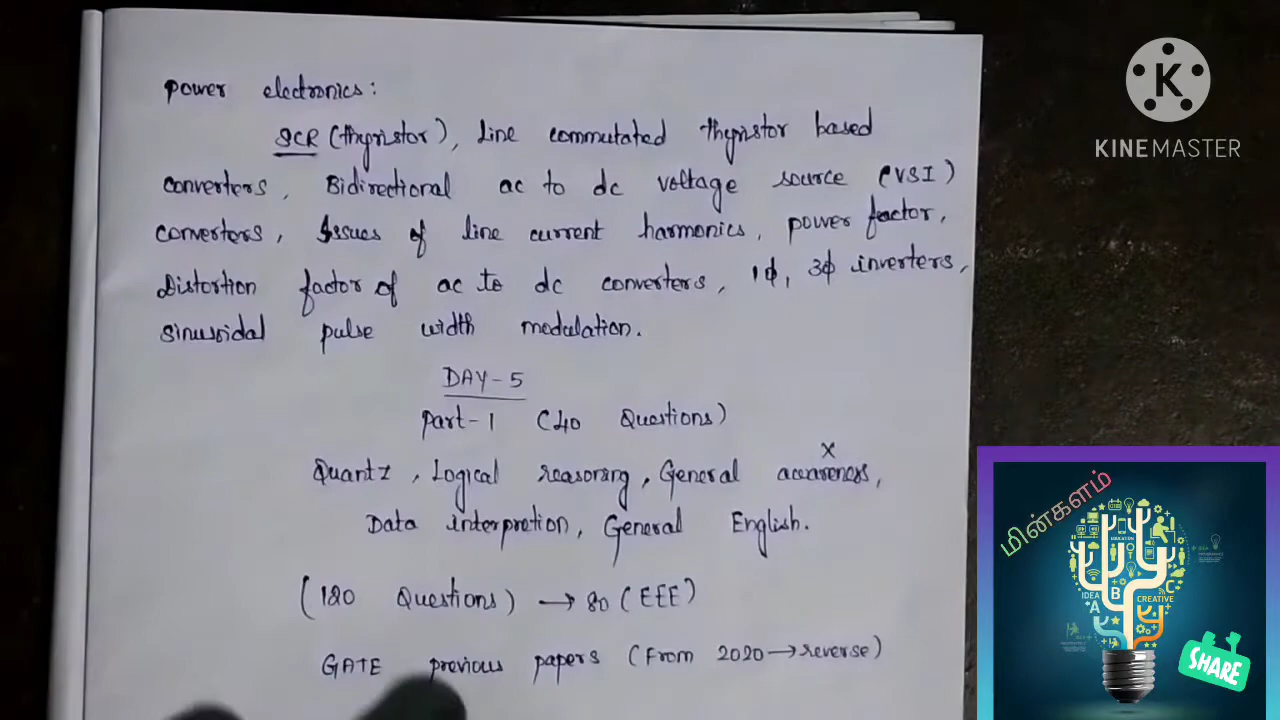 Power electronics:
SCR (thyristor), Line commutated thyristor based
converters, Bidirectional ac to dc voltage source (VSI)
converters, Issues of line current harmonics, power factor,
Distortion factor of ac to dc converters, 1ϕ, 3ϕ inverters,
sinusoidal pulse width modulation.
DAY-5
Part-1 (40 Questions)
x
Quantz, Logical reasoning, General awareness,
Data interpretion, General English.
(120 Questions) → 80 (EEE)
GATE previous papers (From 2020 → reverse)
KINEMASTER
மின்களம்
IDEA
A
B
C
CREATIVE
SHARE